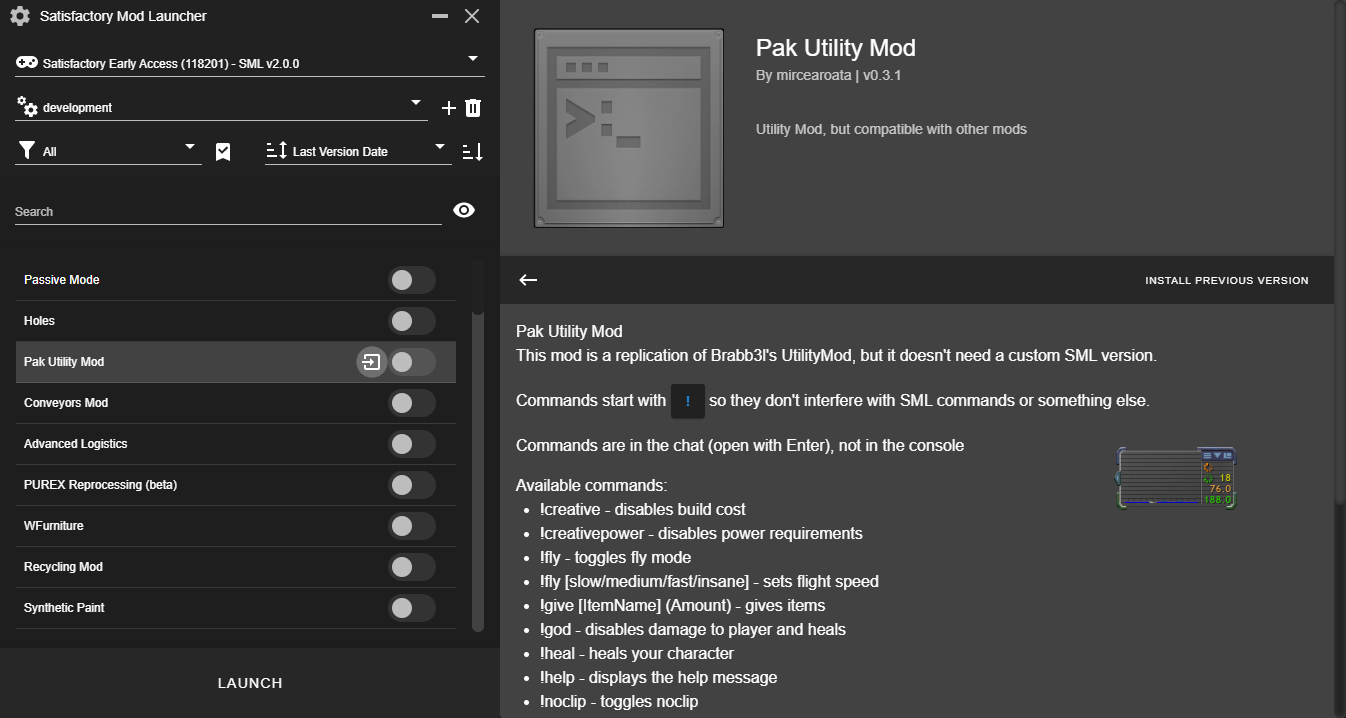 Satisfactory Mod Launcher
Satisfactory Early Access (118201) - SML v2.0.0
development
All
Last Version Date
Search
Passive Mode
Holes
Pak Utility Mod
Conveyors Mod
Advanced Logistics
PUREX Reprocessing (beta)
WFurniture
Recycling Mod
Synthetic Paint
LAUNCH
Pak Utility Mod
By mircearoata | v0.3.1
Utility Mod, but compatible with other mods
INSTALL PREVIOUS VERSION
Pak Utility Mod
This mod is a replication of Brabb3l's UtilityMod, but it doesn't need a custom SML version.
Commands start with ! so they don't interfere with SML commands or something else.
Commands are in the chat (open with Enter), not in the console
Available commands:
• !creative - disables build cost
• !creativepower - disables power requirements
• !fly - toggles fly mode
• !fly [slow/medium/fast/insane] - sets flight speed
• !give [ItemName] (Amount) - gives items
• !god - disables damage to player and heals
• !heal - heals your character
• !help - displays the help message
• !noclip - toggles noclip
18
76.0
188.0